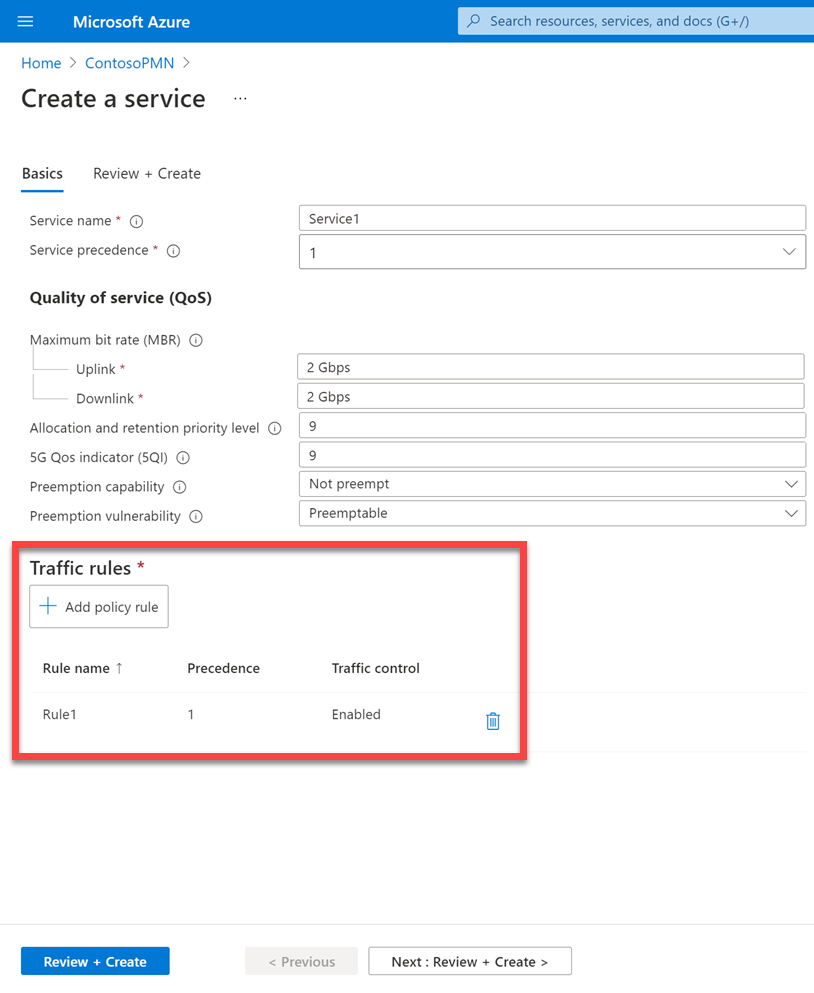 Microsoft Azure
Search resources, services, and docs (G+/)
Home > ContosoPMN >
Create a service ...
Basics Review + Create
Service name * Service1
Service precedence * 1
Quality of service (QoS)
Maximum bit rate (MBR)
Uplink * 2 Gbps
Downlink * 2 Gbps
Allocation and retention priority level 9
5G Qos indicator (5QI) 9
Preemption capability Not preempt
Preemption vulnerability Preemptable
Traffic rules *
+ Add policy rule
Rule name ↑ Precedence Traffic control
Rule1 1 Enabled
Review + Create < Previous Next : Review + Create >